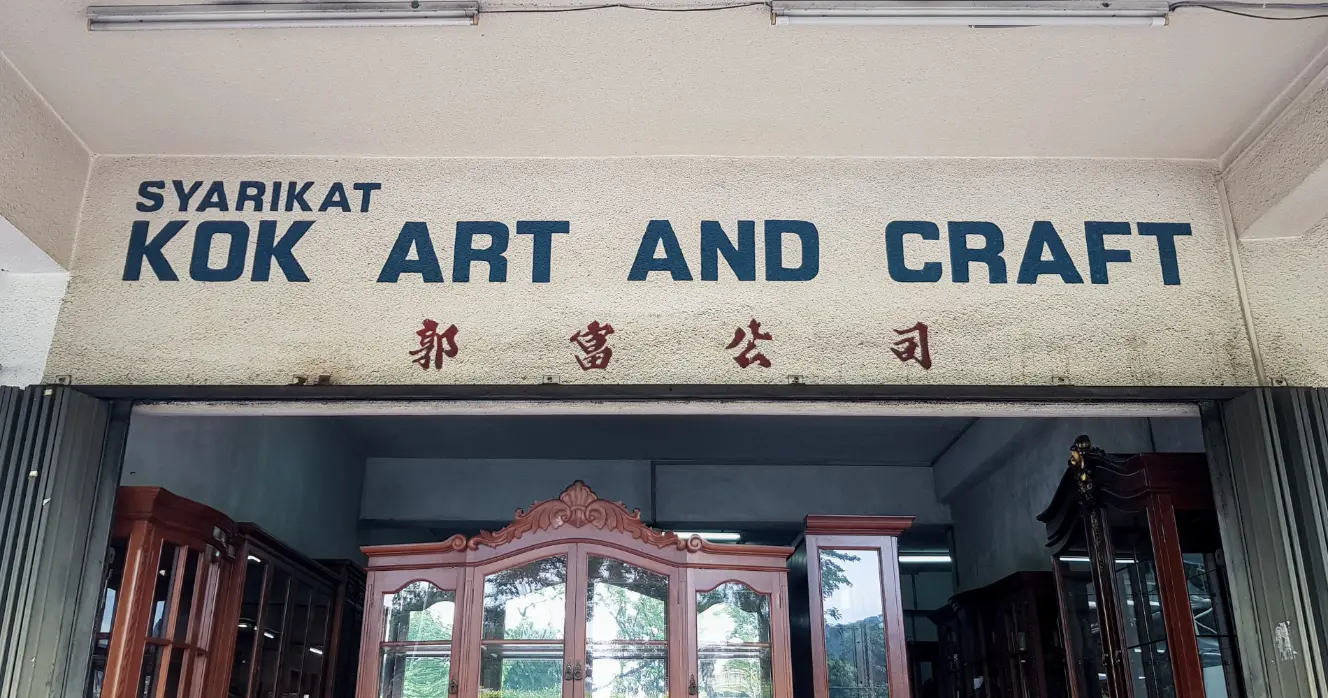 SYARIKAT
KOK ART AND CRAFT
郭富公司